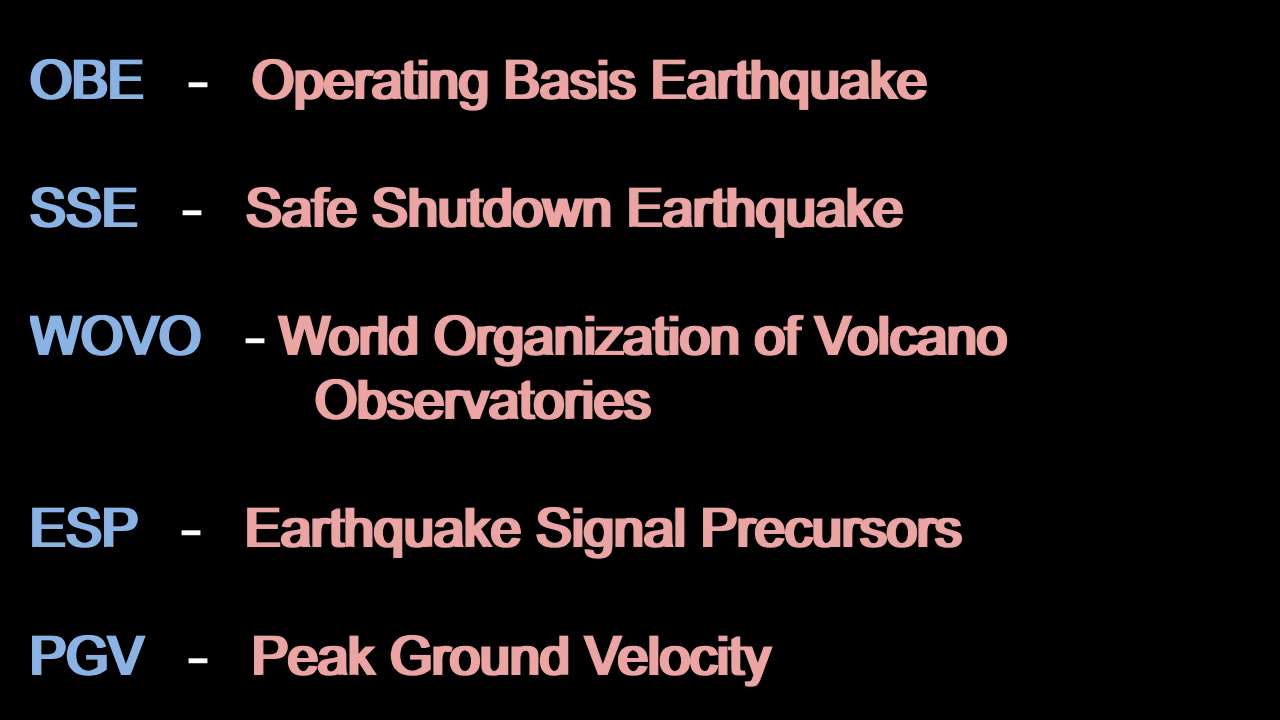 OBE - Operating Basis Earthquake
SSE - Safe Shutdown Earthquake
WOVO - World Organization of Volcano
Observatories
ESP - Earthquake Signal Precursors
PGV - Peak Ground Velocity